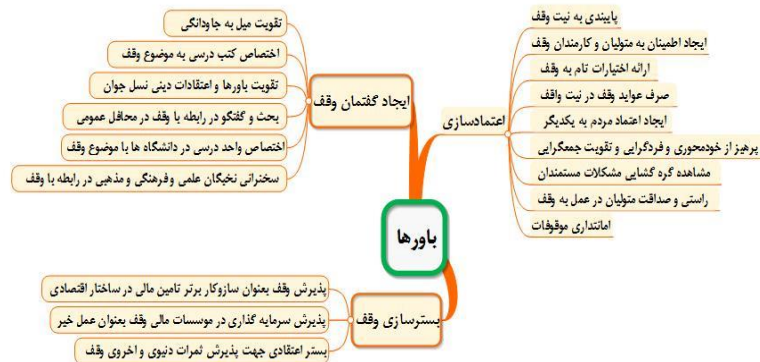 پایبندی به نیت وقف
ایجاد اطمینان به متولیان و کارمندان وقف
ارائه اختیارات تام به وقف
صرف عواید وقف در نیت واقف
ایجاد اعتماد مردم به یکدیگر
پرهیز از خودمحوری و فردگرایی و تقویت جمعگرایی
مشاهده گره گشایی مشکلات مستمندان
راستی و صداقت متولیان در عمل به وقف
امانتداری موقوفات
اعتمادسازی
تقویت میل به جاودانگی
اختصاص کتب درسی به موضوع وقف
تقویت باورها و اعتقادات دینی نسل جوان
بحث و گفتگو در رابطه با وقف در محافل عمومی
اختصاص واحد درسی در دانشگاه ها با موضوع وقف
سخنرانی نخبگان علمی و فرهنگی و مذهبی در رابطه با وقف
ایجاد گفتمان وقف
باورها
پذیرش وقف بعنوان سازوکار برتر تامین مالی در ساختار اقتصادی
پذیرش سرمایه گذاری در موسسات مالی وقف بعنوان عمل خیر
بستر اعتقادی جهت پذیرش ثمرات دنیوی و اخروی وقف
بسترسازی وقف